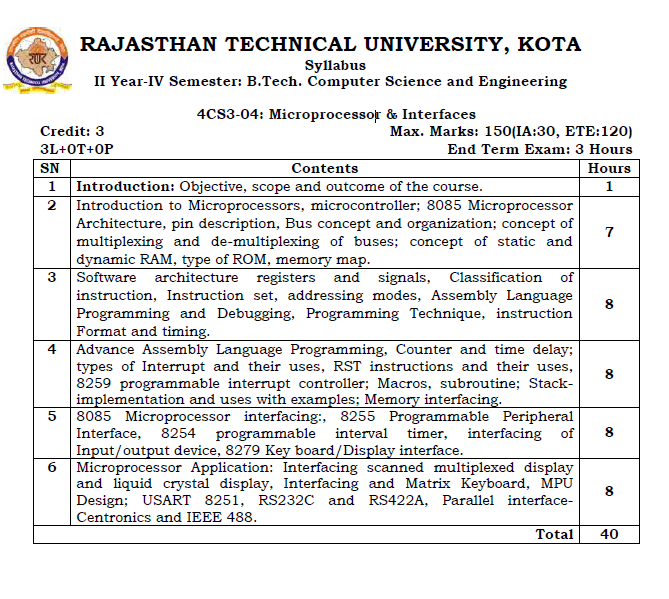 RAJASTHAN TECHNICAL UNIVERSITY, KOTA
Syllabus
II Year-IV Semester: B.Tech. Computer Science and Engineering
4CS3-04: Microprocessor & Interfaces
Credit: 3 Max. Marks: 150(IA:30, ETE:120)
3L+0T+0P End Term Exam: 3 Hours
SN Contents Hours
1 Introduction: Objective, scope and outcome of the course. 1
2 Introduction to Microprocessors, microcontroller; 8085 Microprocessor
Architecture, pin description, Bus concept and organization; concept of
multiplexing and de-multiplexing of buses; concept of static and
dynamic RAM, type of ROM, memory map.
7
3 Software architecture registers and signals, Classification of
instruction, Instruction set, addressing modes, Assembly Language
Programming and Debugging, Programming Technique, instruction
Format and timing.
8
4 Advance Assembly Language Programming, Counter and time delay;
types of Interrupt and their uses, RST instructions and their uses,
8259 programmable interrupt controller; Macros, subroutine; Stack-
implementation and uses with examples; Memory interfacing.
8
5 8085 Microprocessor interfacing:, 8255 Programmable Peripheral
Interface, 8254 programmable interval timer, interfacing of
Input/output device, 8279 Key board/Display interface.
8
6 Microprocessor Application: Interfacing scanned multiplexed display
and liquid crystal display, Interfacing and Matrix Keyboard, MPU
Design; USART 8251, RS232C and RS422A, Parallel interface-
Centronics and IEEE 488.
8
Total 40